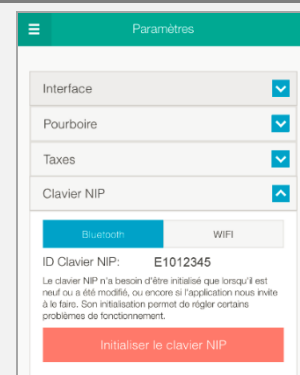 Paramètres
Interface
Pourboire
Taxes
Clavier NIP
Bluetooth WIFI
ID Clavier NIP: E1012345
Le clavier NIP n'a besoin d'être initialisé que lorsqu'il est
neuf ou a été modifié, ou encore si l'application nous invite
à le faire. Son initialisation permet de régler certains
problèmes de fonctionnement.
Initialiser le clavier NIP